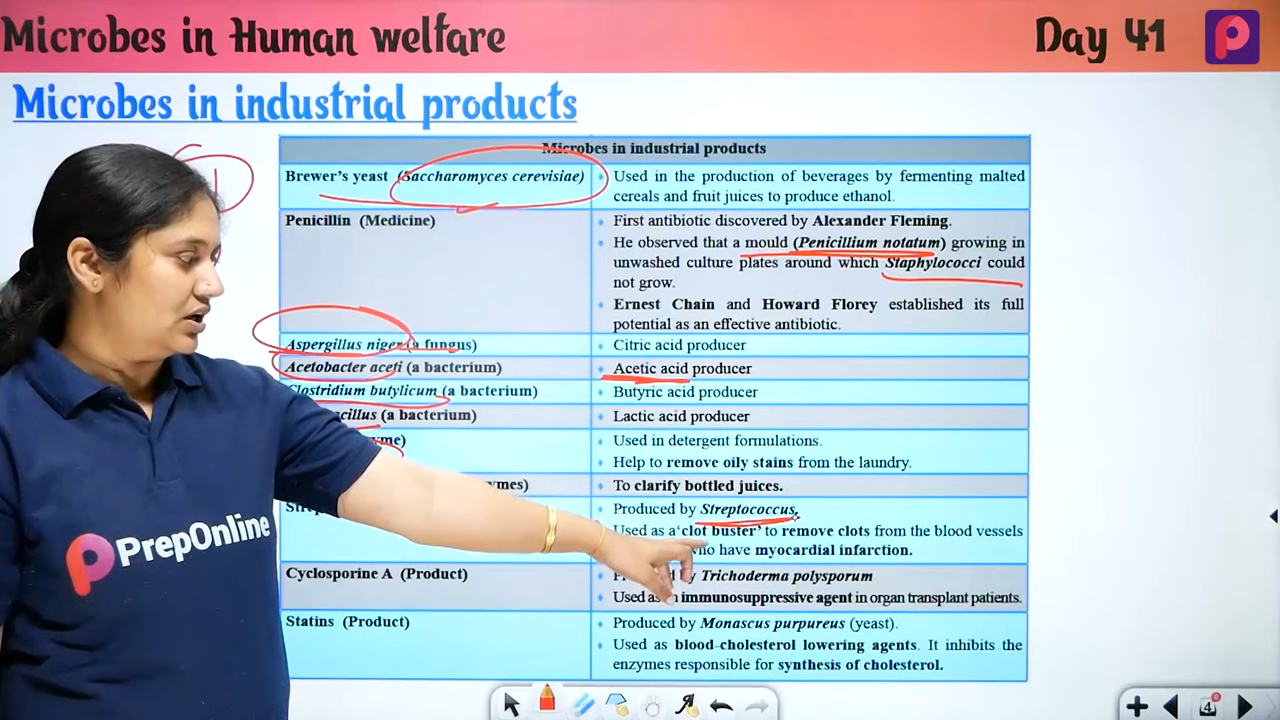 Microbes in Human welfare
Day 41
Microbes in industrial products
Microbes in industrial products
Brewer's yeast (Saccharomyces cerevisiae)
Used in the production of beverages by fermenting malted
cereals and fruit juices to produce ethanol.
Penicillin (Medicine)
First antibiotic discovered by Alexander Fleming.
He observed that a mould (Penicillium notatum) growing in
unwashed culture plates around which Staphylococci could
not grow.
Ernest Chain and Howard Florey established its full
potential as an effective antibiotic.
Aspergillus niger (a fungus)
Citric acid producer
Acetobacter aceti (a bacterium)
Acetic acid producer
Clostridium butylicum (a bacterium)
Butyric acid producer
(a bacterium)
Lactic acid producer
Used in detergent formulations.
Help to remove oily stains from the laundry.
To clarify bottled juices.
Produced by Streptococcus.
Used as a 'clot buster' to remove clots from the blood vessels
have myocardial infarction.
Cyclosporine A (Product)
by Trichoderma polysporum
Used as immunosuppressive agent in organ transplant patients.
Statins (Product)
Produced by Monascus purpureus (yeast).
Used as blood-cholesterol lowering agents. It inhibits the
enzymes responsible for synthesis of cholesterol.
PrepOnline
4